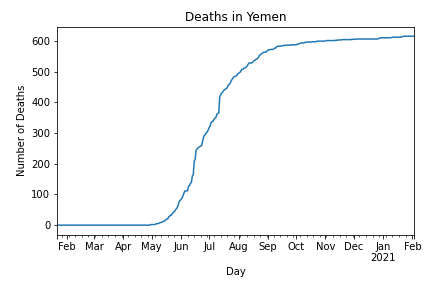 Deaths in Yemen
Number of Deaths
600
500
400
300
200
100
0
Feb Mar Apr May Jun Jul Aug Sep Oct Nov Dec Jan Feb
2021
Day